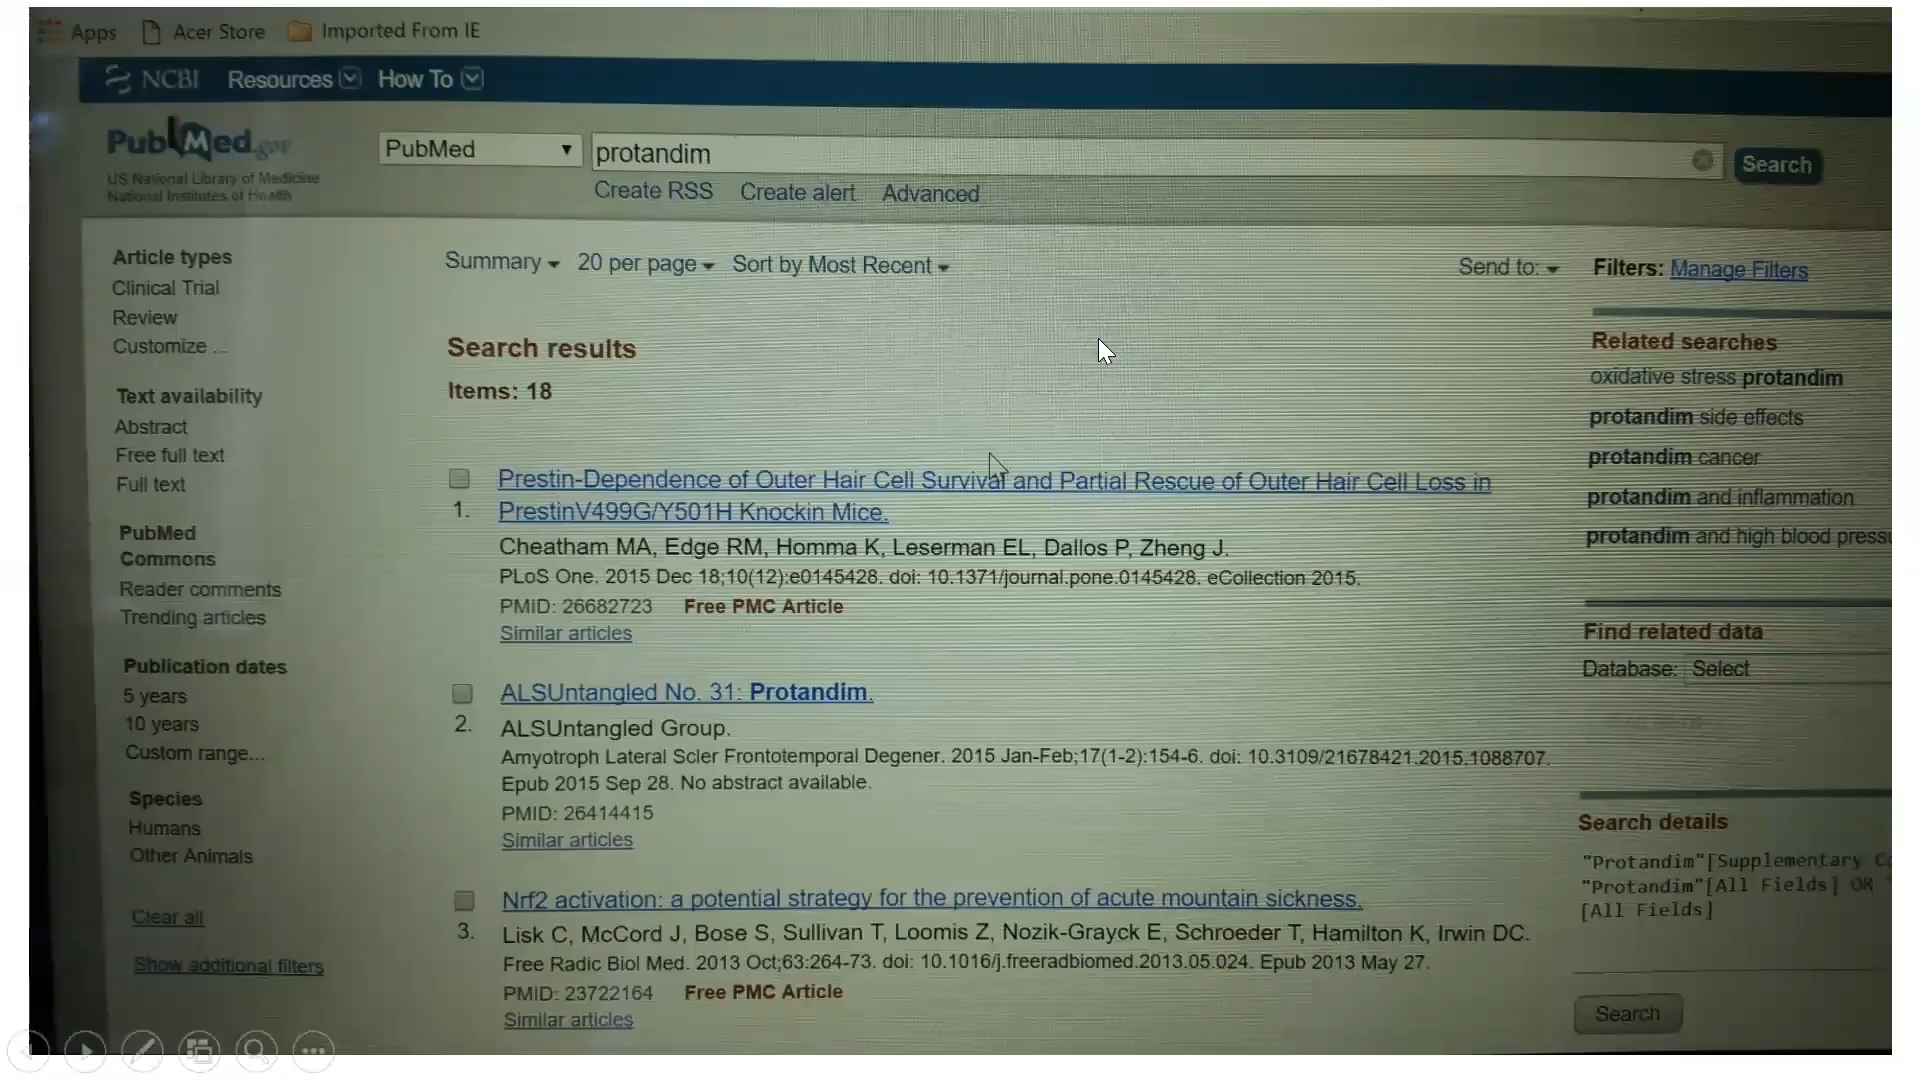 Apps Acer Store Imported From IE
NCBI Resources How To
PubMed.gov
US National Library of Medicine
National Institutes of Health
PubMed protandim Search
Create RSS Create alert Advanced
Article types
Clinical Trial
Review
Customize ...
Text availability
Abstract
Free full text
Full text
PubMed
Commons
Reader comments
Trending articles
Publication dates
5 years
10 years
Custom range...
Species
Humans
Other Animals
Clear all
Show additional filters
Summary 20 per page Sort by Most Recent Send to:
Search results
Items: 18
Prestin-Dependence of Outer Hair Cell Survival and Partial Rescue of Outer Hair Cell Loss in
1. PrestinV499G/Y501H Knockin Mice.
Cheatham MA, Edge RM, Homma K, Leserman EL, Dallos P, Zheng J.
PLoS One. 2015 Dec 18;10(12):e0145428. doi: 10.1371/journal.pone.0145428. eCollection 2015.
PMID: 26682723 Free PMC Article
Similar articles
ALSUntangled No. 31: Protandim.
2. ALSUntangled Group.
Amyotroph Lateral Scler Frontotemporal Degener. 2015 Jan-Feb;17(1-2):154-6. doi: 10.3109/21678421.2015.1088707.
Epub 2015 Sep 28. No abstract available.
PMID: 26414415
Similar articles
Nrf2 activation: a potential strategy for the prevention of acute mountain sickness.
3. Lisk C, McCord J, Bose S, Sullivan T, Loomis Z, Nozik-Grayck E, Schroeder T, Hamilton K, Irwin DC.
Free Radic Biol Med. 2013 Oct;63:264-73. doi: 10.1016/j.freeradbiomed.2013.05.024. Epub 2013 May 27.
PMID: 23722164 Free PMC Article
Similar articles
Filters: Manage Filters
Related searches
oxidative stress protandim
protandim side effects
protandim cancer
protandim and inflammation
protandim and high blood pressu
Find related data
Database: Select
Search details
"Protandim"[Supplementary C
"Protandim"[All Fields] OR
[All Fields]
Search